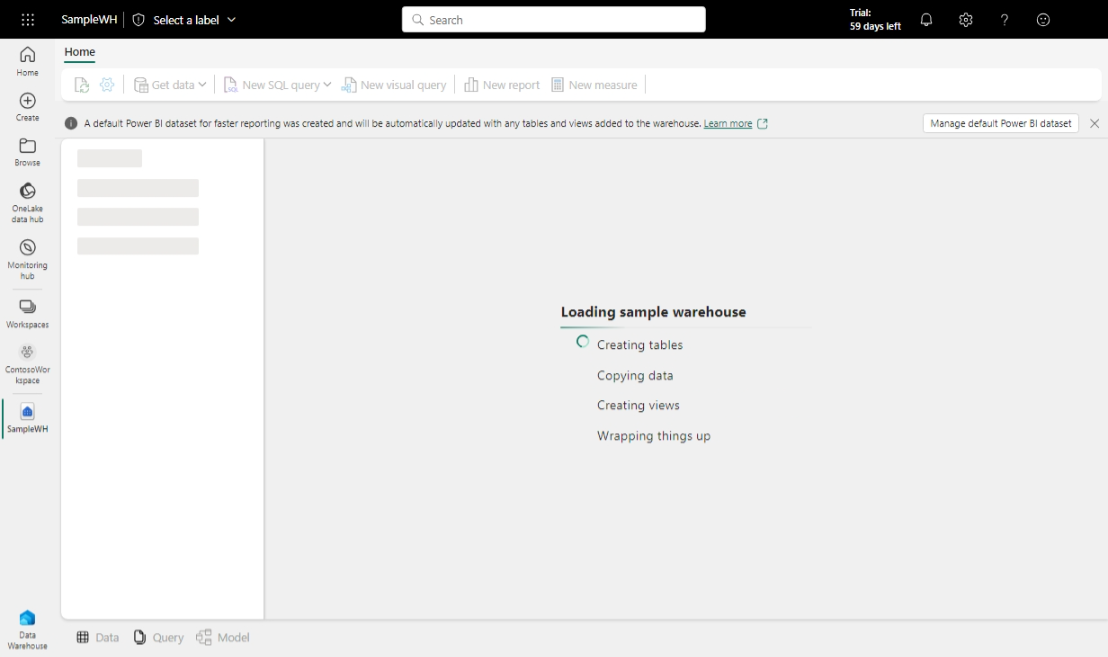 SampleWH
Select a label
Search
Trial:
59 days left
Home
Home
Create
Browse
OneLake
data hub
Monitoring
hub
Workspaces
ContosoWor
kspace
SampleWH
Get data
SQL
New SQL query
New visual query
New report
New measure
A default Power BI dataset for faster reporting was created and will be automatically updated with any tables and views added to the warehouse. Learn more
Manage default Power BI dataset
Loading sample warehouse
Creating tables
Copying data
Creating views
Wrapping things up
Data
Warehouse
Data
Query
Model